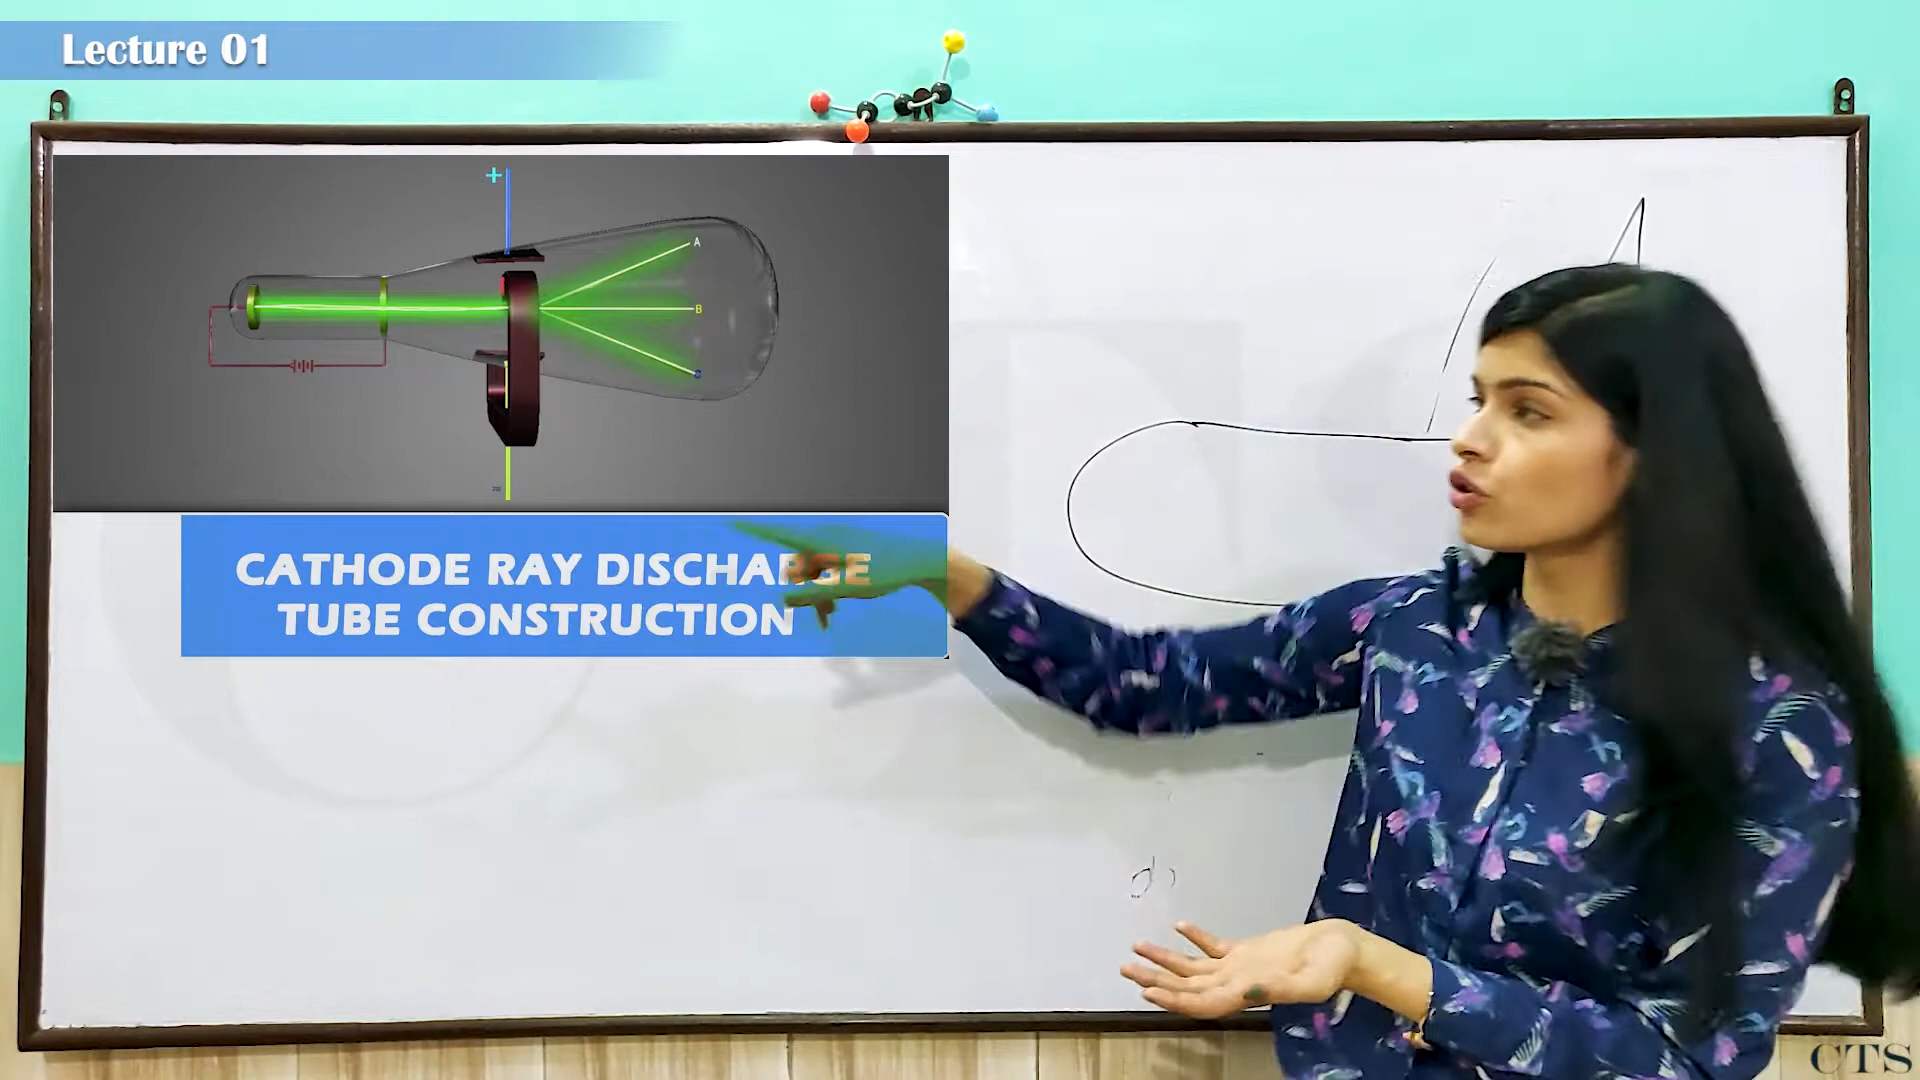 Lecture 01
+
A
B
C
CATHODE RAY DISCHARGE
TUBE CONSTRUCTION
CTS